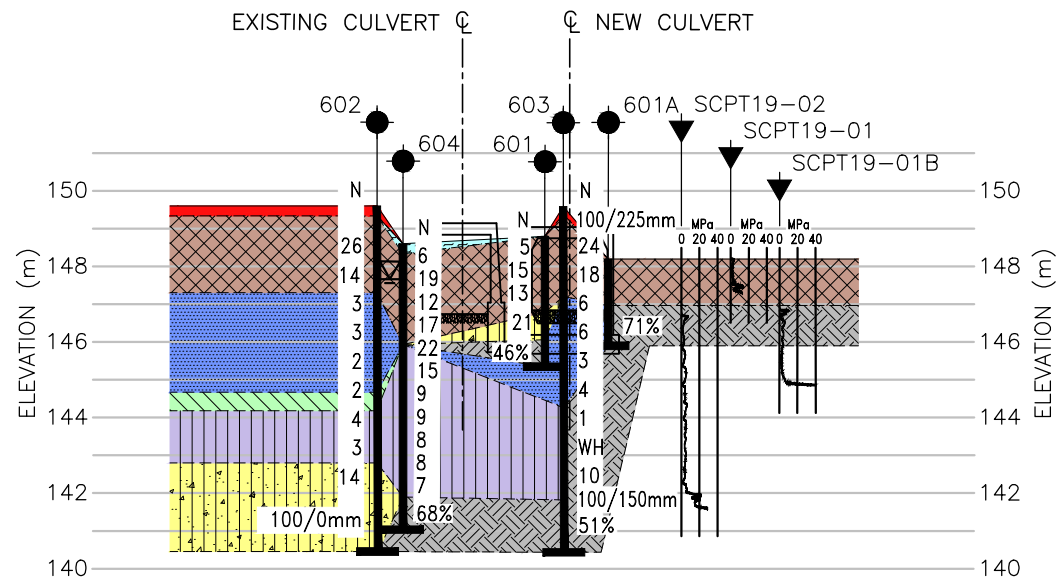 EXISTING CULVERT ℄ ℄ NEW CULVERT
602 603 601A SCPT19-02
604 601 SCPT19-01
SCPT19-01B
150 N N 150
100/225mm
N N
MPa MPa MPa
0 20 40 0 20 40 0 20 40
26 6 5 24
148 14 19 15 18 148
3 12 13 6
3 17 21 6 71%
146 22 46% 3 146
2 15 4
2 9
144 4 9 1 144
3 8 WH
14 8 10
142 7 100/150mm 142
100/0mm 68% 51%
140 140
ELEVATION (m)
ELEVATION (m)